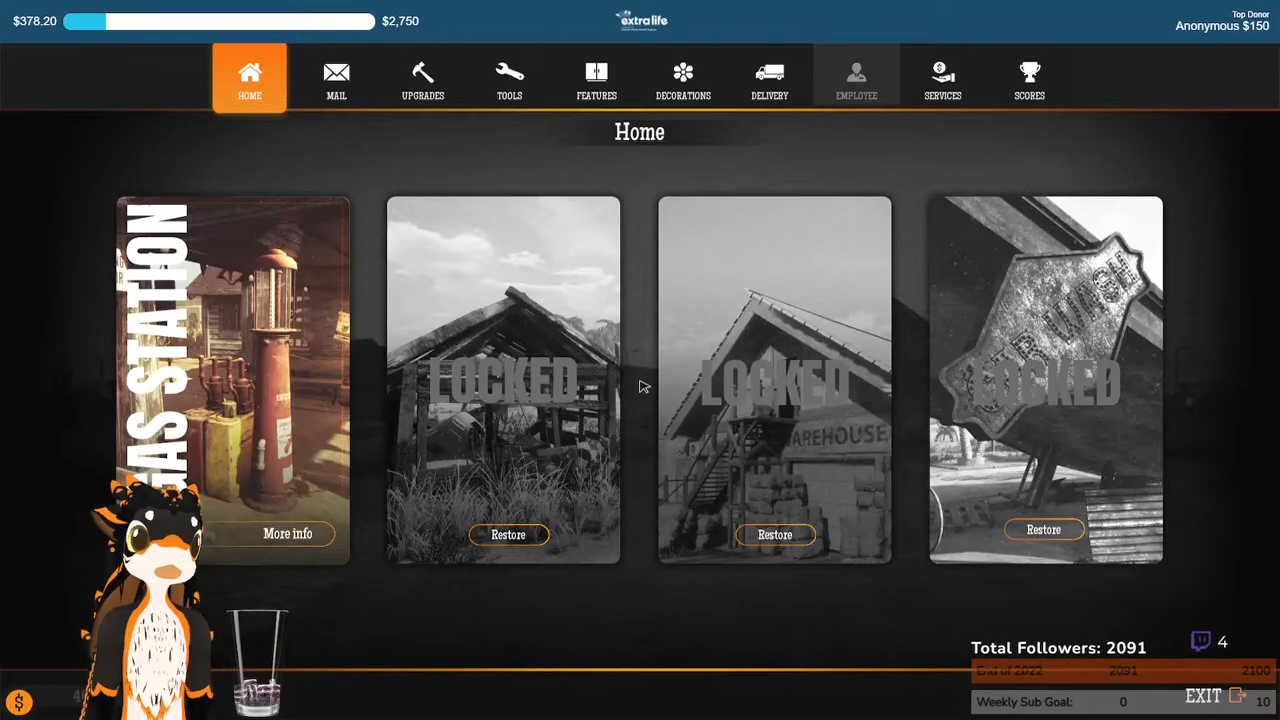 $378.20
$2,750
extralife
Top Donor
Anonymous $150
HOME
MAIL
UPGRADES
TOOLS
FEATURES
DECORATIONS
DELIVERY
EMPLOYEE
SERVICES
SCORES
Home
GAS STATION
More info
LOCKED
Restore
LOCKED
WAREHOUSE
Restore
LOCKED
Restore
Total Followers: 2091
4
End of 2022 2091 2100
Weekly Sub Goal: 0 10
EXIT